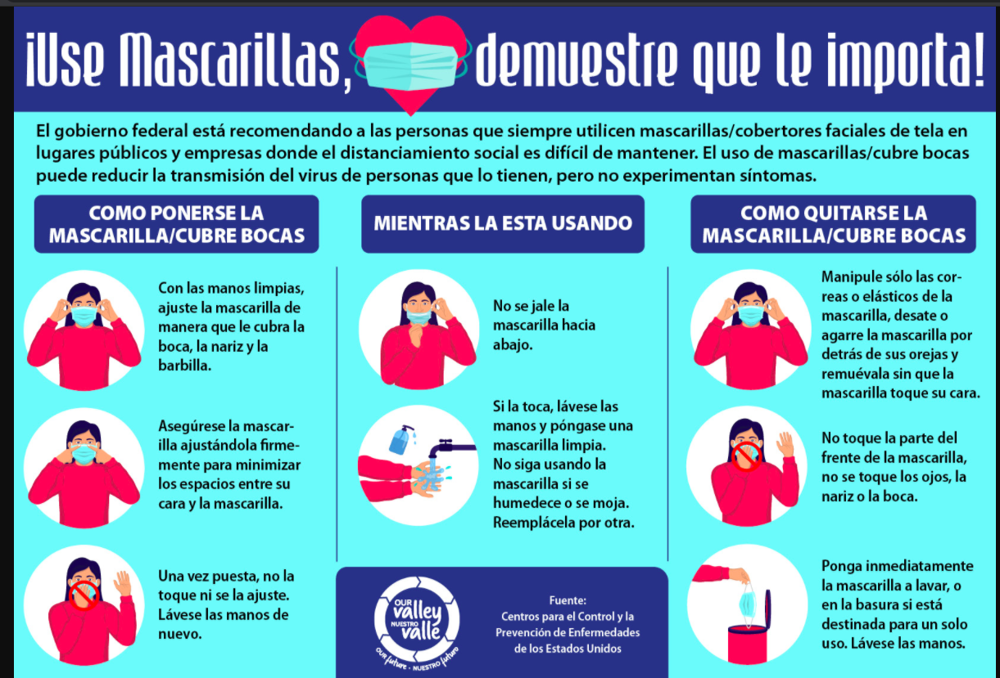 ¡Use Mascarillas, demuestre que le importa!
El gobierno federal está recomendando a las personas que siempre utilicen mascarillas/cobertores faciales de tela en
lugares públicos y empresas donde el distanciamiento social es difícil de mantener. El uso de mascarillas/cubre bocas
puede reducir la transmisión del virus de personas que lo tienen, pero no experimentan síntomas.
COMO PONERSE LA
MASCARILLA/CUBRE BOCAS
Con las manos limpias,
ajuste la mascarilla de
manera que le cubra la
boca, la nariz y la
barbilla.
Asegúrese la mascar-
illa ajustándola firme-
mente para minimizar
los espacios entre su
cara y la mascarilla.
Una vez puesta, no la
toque ni se la ajuste.
Lávese las manos de
nuevo.
MIENTRAS LA ESTA USANDO
No se jale la
mascarilla hacia
abajo.
Si la toca, lávese las
manos y póngase una
mascarilla limpia.
No siga usando la
mascarilla si se
humedece o se moja.
Reemplácela por otra.
OUR
valley
NUESTRO
valle
OUR future · NUESTRO future
Fuente:
Centros para el Control y la
Prevención de Enfermedades
de los Estados Unidos
COMO QUITARSE LA
MASCARILLA/CUBRE BOCAS
Manipule sólo las cor-
reas o elásticos de la
mascarilla, desate o
agarre la mascarilla por
detrás de sus orejas y
remuévala sin que la
mascarilla toque su cara.
No toque la parte del
frente de la mascarilla,
no se toque los ojos, la
nariz o la boca.
Ponga inmediatamente
la mascarilla a lavar, o
en la basura si está
destinada para un solo
uso. Lávese las manos.